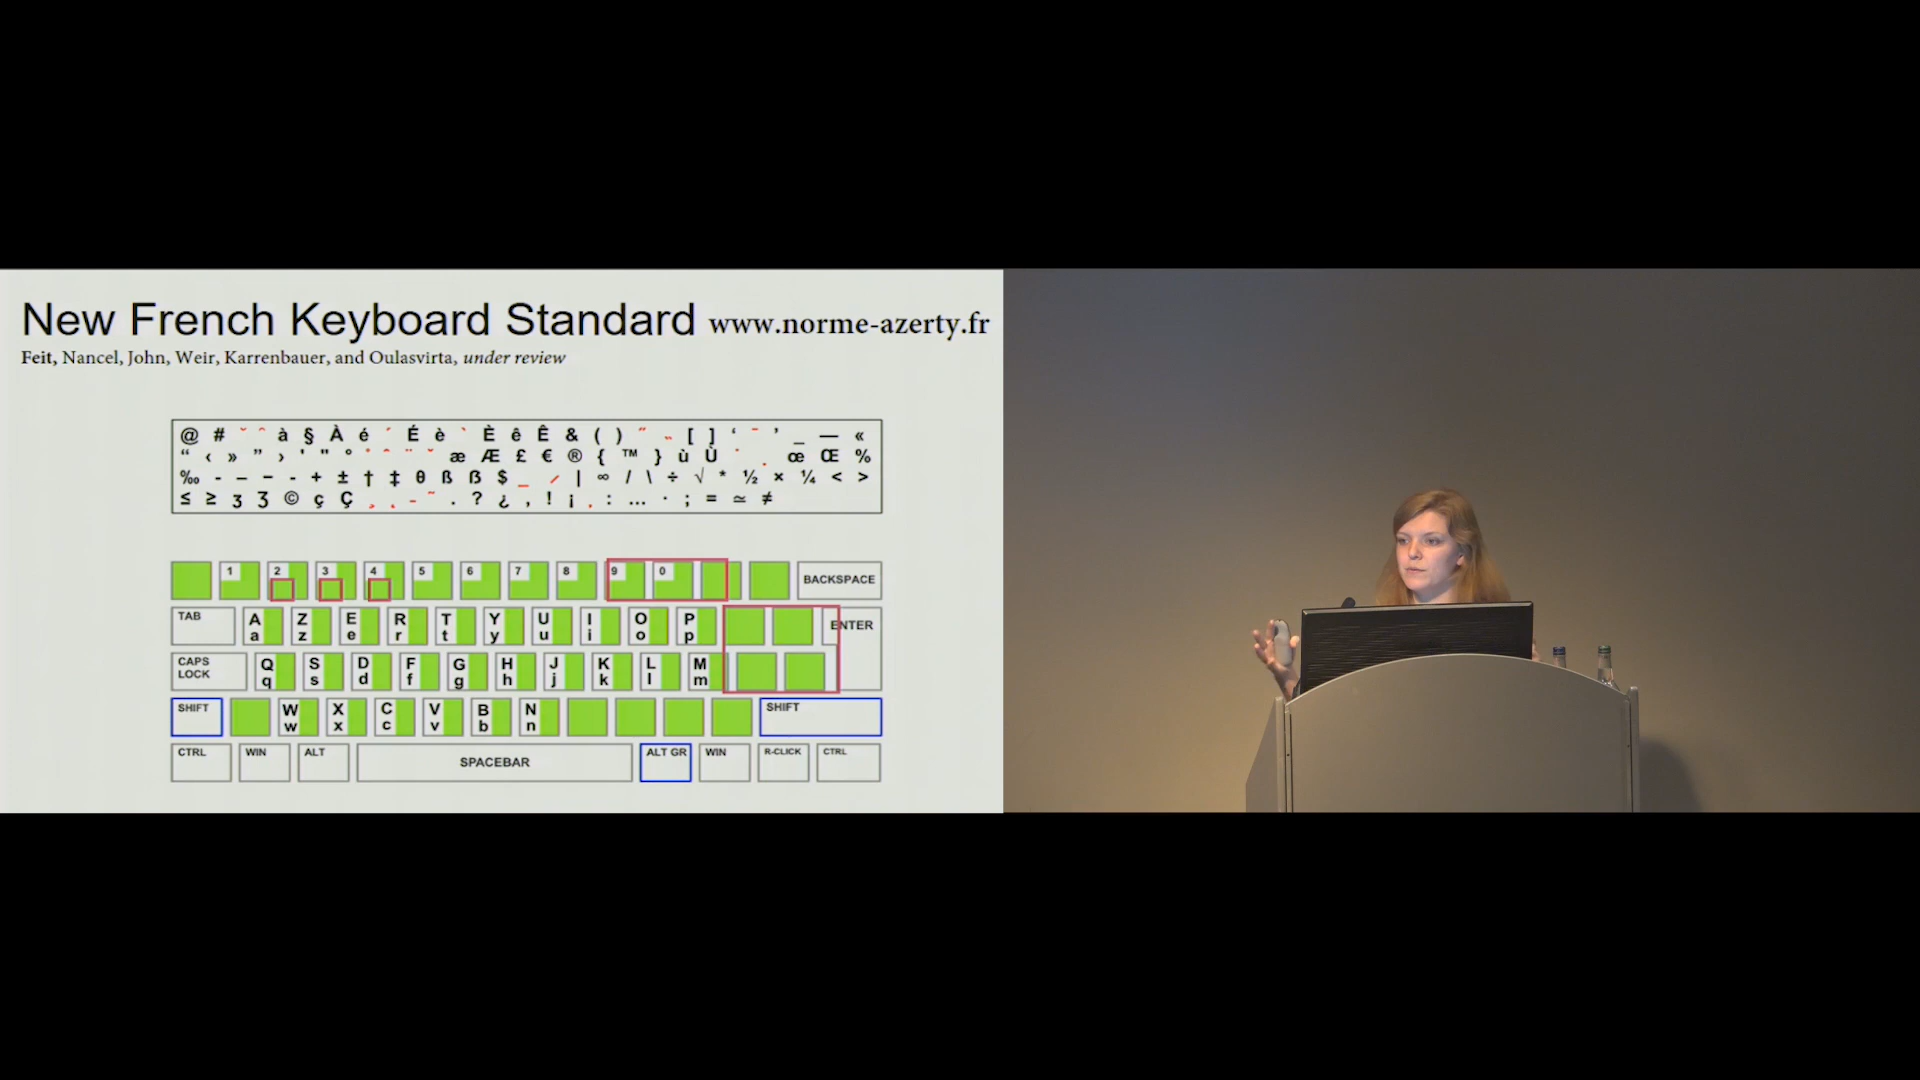 New French Keyboard Standard www.norme-azerty.fr
Feit, Nancel, John, Weir, Karrenbauer, and Oulasvirta, under review
@ # ˘ ˆ à § À é ´ É è ` È ê Ê & ( ) ˝ [ ] ‘ ¯ ’ _ — «
“ ‹ » ” › ' " ° ˙ ˆ ¨ ˇ æ Æ £ € ® { ™ } ù Ù ˙ . œ Œ %
‰ - – − - + ± † ‡ θ ß ẞ $ _ ⁄ | ∞ / \ ÷ √ * ½ × ¼ < >
≤ ≥ ʒ Ʒ © ç Ç ¸ ˛ - ˜ . ? ¿ , ! ¡ , : … · ; = ≃ ≠
1 2 3 4 5 6 7 8 9 0 BACKSPACE
TAB A Z E R T Y U I O P ENTER
a z e r t y u i o p
CAPS LOCK Q S D F G H J K L M
q s d f g h j k l m
SHIFT W X C V B N SHIFT
w x c v b n
CTRL WIN ALT SPACEBAR ALT GR WIN R-CLICK CTRL